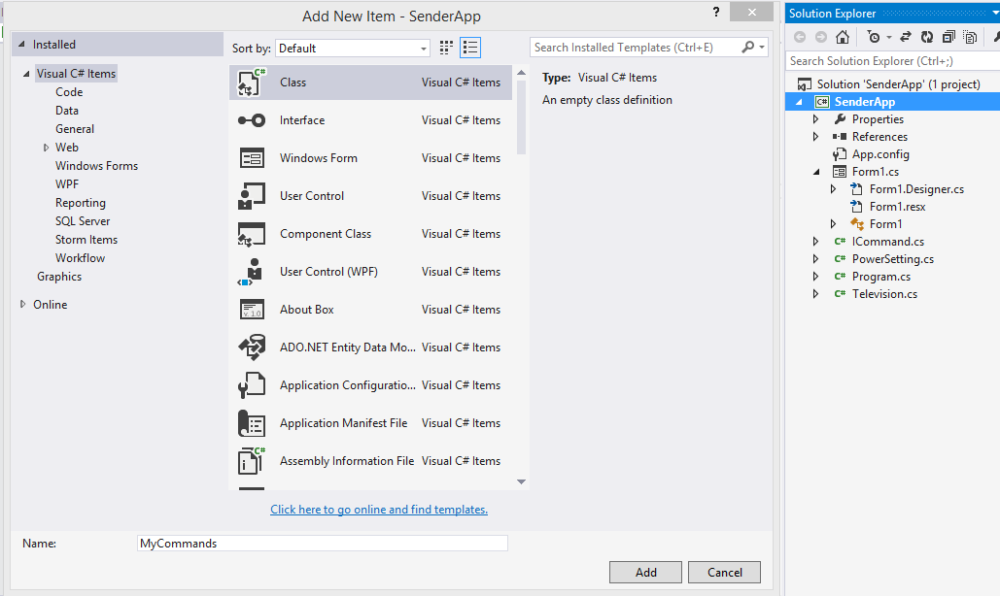 Add New Item - SenderApp
?
Installed
Sort by: Default
Search Installed Templates (Ctrl+E)
Visual C# Items
Code
Data
General
Web
Windows Forms
WPF
Reporting
SQL Server
Storm Items
Workflow
Graphics
Online
Class Visual C# Items
Interface Visual C# Items
Windows Form Visual C# Items
User Control Visual C# Items
Component Class Visual C# Items
User Control (WPF) Visual C# Items
About Box Visual C# Items
ADO.NET Entity Data Mo... Visual C# Items
Application Configuratio... Visual C# Items
Application Manifest File Visual C# Items
Assembly Information File Visual C# Items
Type: Visual C# Items
An empty class definition
Click here to go online and find templates.
Name: MyCommands
Add Cancel
Solution Explorer
Search Solution Explorer (Ctrl+;)
Solution 'SenderApp' (1 project)
C# SenderApp
Properties
References
App.config
Form1.cs
Form1.Designer.cs
Form1.resx
Form1
C# ICommand.cs
C# PowerSetting.cs
C# Program.cs
C# Television.cs